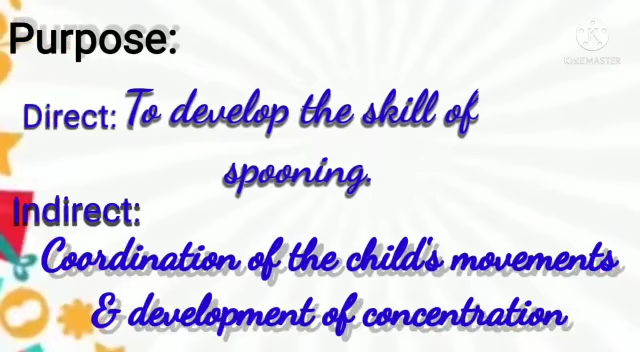 Purpose:
KINEMASTER
Direct: To develop the skill of
spooning.
Indirect:
Coordination of the child's movements
& development of concentration